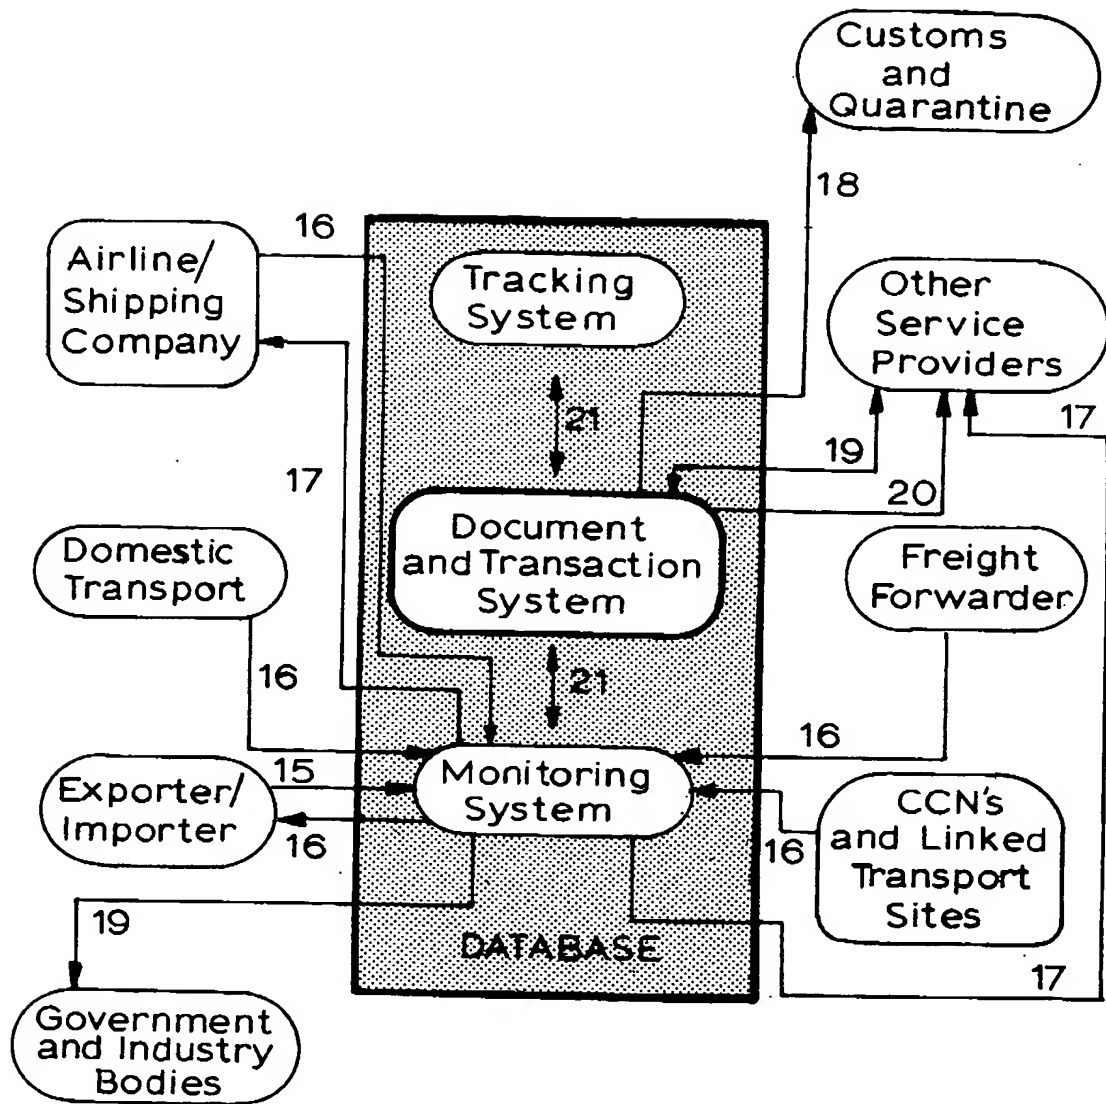 Customs
and
Quarantine
18
16
Airline/
Shipping
Company
Tracking
System
Other
Service
Providers
21
17
19
17
20
Document
and Transaction
System
Domestic
Transport
Freight
Forwarder
16
21
16
15
Exporter/
Importer
Monitoring
System
16
16
CCN's
and Linked
Transport
Sites
19
DATABASE
17
Government
and Industry
Bodies